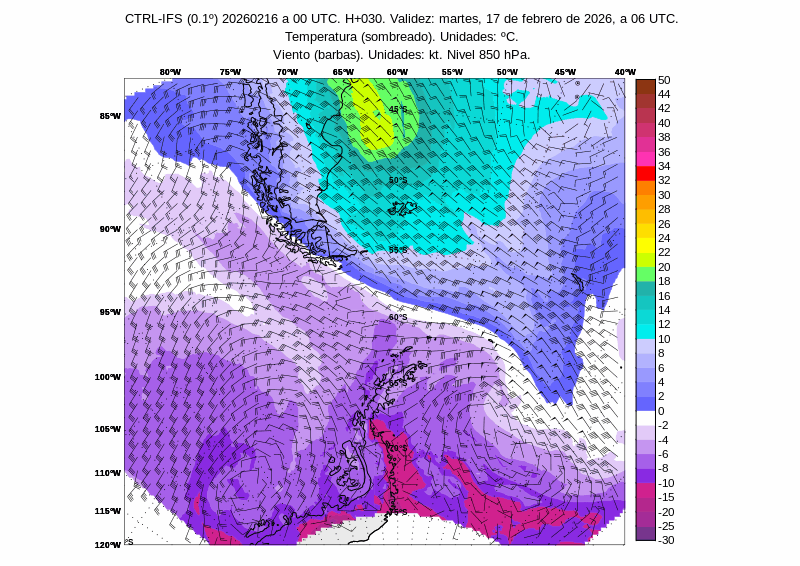 CTRL-IFS (0.1º) 20260216 a 00 UTC. H+030. Validez: martes, 17 de febrero de 2026, a 06 UTC.
Temperatura (sombreado). Unidades: ºC.
Viento (barbas). Unidades: kt. Nivel 850 hPa.
80ºW 75ºW 70ºW 65ºW 60ºW 55ºW 50ºW 45ºW 40ºW
50
44
45ºS
85ºW
42
40
38
36
34
50ºS
32
30
28
26
90ºW
24
55ºS
22
20
18
16
95ºW
60ºS
14
12
10
8
6
100ºW
65ºS
4
2
0
105ºW
-2
-4
70ºS
-6
110ºW
-8
-10
-15
115ºW
75ºS
-20
-25
120ºW
ºS
-30